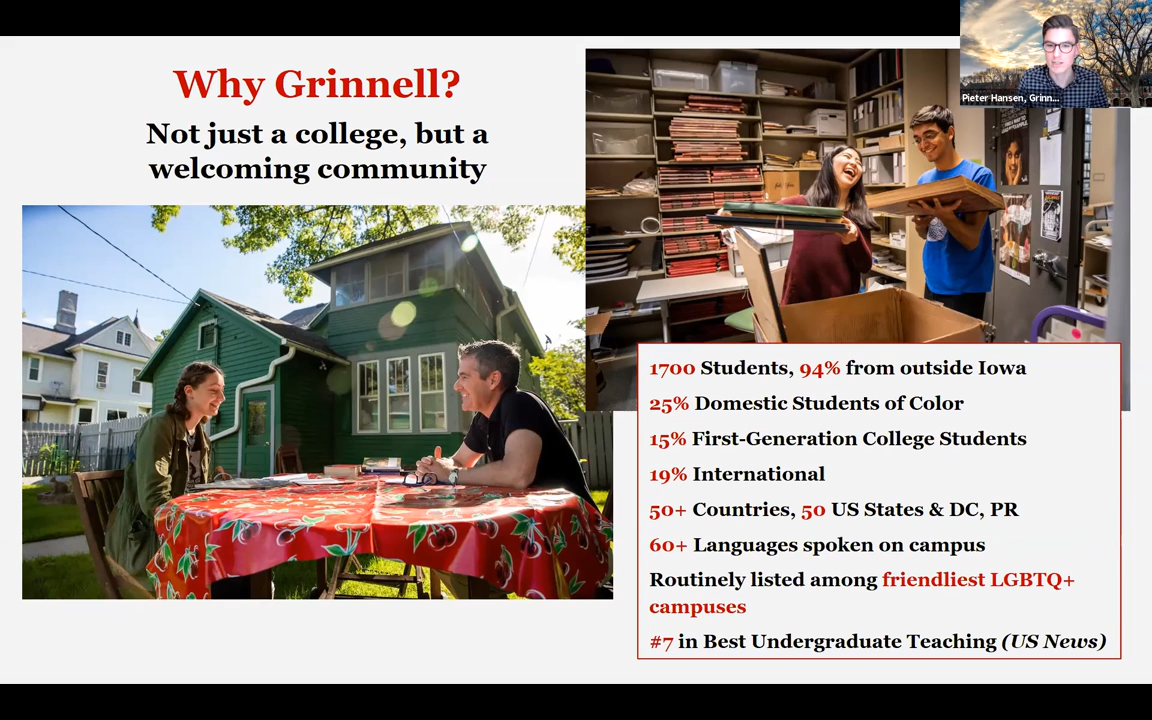 Why Grinnell?
Not just a college, but a
welcoming community
Pieter Hansen, Grinn...
1700 Students, 94% from outside Iowa
25% Domestic Students of Color
15% First-Generation College Students
19% International
50+ Countries, 50 US States & DC, PR
60+ Languages spoken on campus
Routinely listed among friendliest LGBTQ+
campuses
#7 in Best Undergraduate Teaching (US News)